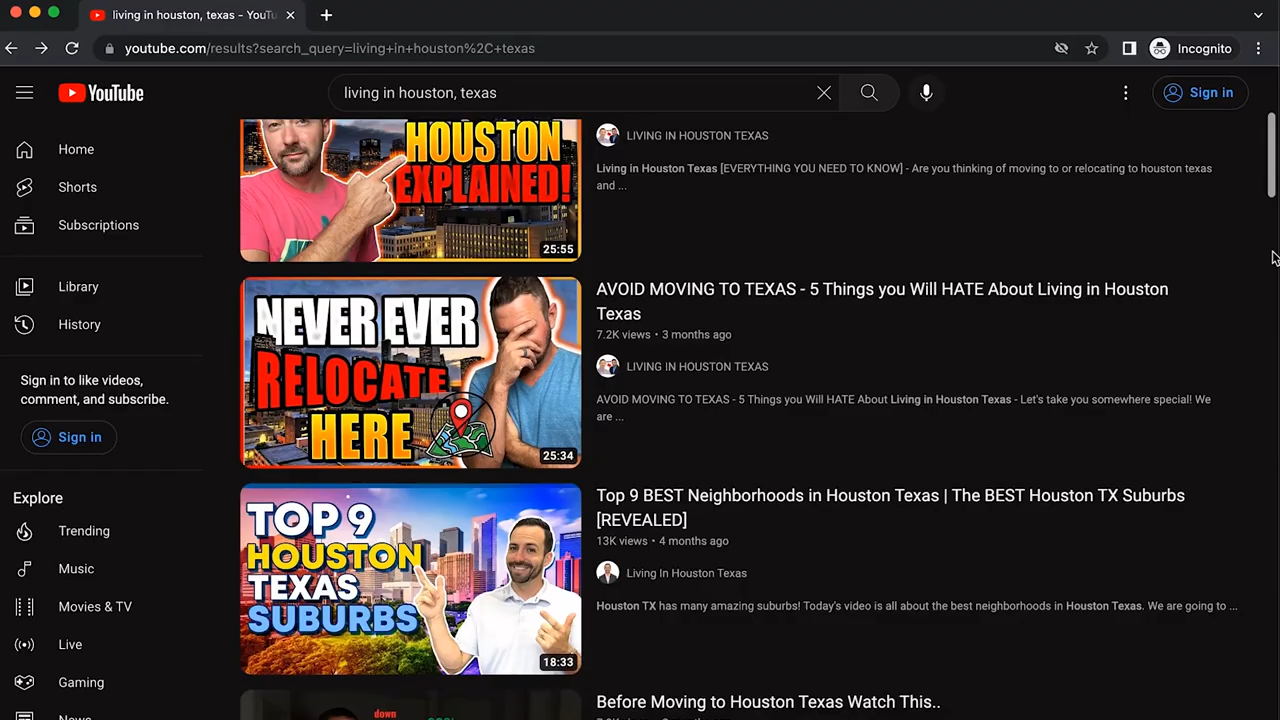 living in houston, texas - YouTu
youtube.com/results?search_query=living+in+houston%2C+texas
Incognito
YouTube
living in houston, texas
Sign in
Home
Shorts
Subscriptions
Library
History
Sign in to like videos,
comment, and subscribe.
Sign in
Explore
Trending
Music
Movies & TV
Live
Gaming
News
HOUSTON
EXPLAINED!
25:55
LIVING IN HOUSTON TEXAS
Living in Houston Texas [EVERYTHING YOU NEED TO KNOW] - Are you thinking of moving to or relocating to houston texas
and ...
NEVER EVER
RELOCATE
HERE
25:34
AVOID MOVING TO TEXAS - 5 Things you Will HATE About Living in Houston
Texas
7.2K views • 3 months ago
LIVING IN HOUSTON TEXAS
AVOID MOVING TO TEXAS - 5 Things you Will HATE About Living in Houston Texas - Let's take you somewhere special! We
are ...
TOP 9
HOUSTON
TEXAS
SUBURBS
18:33
Top 9 BEST Neighborhoods in Houston Texas | The BEST Houston TX Suburbs
[REVEALED]
13K views • 4 months ago
Living In Houston Texas
Houston TX has many amazing suburbs! Today's video is all about the best neighborhoods in Houston Texas. We are going to ...
down
Before Moving to Houston Texas Watch This..